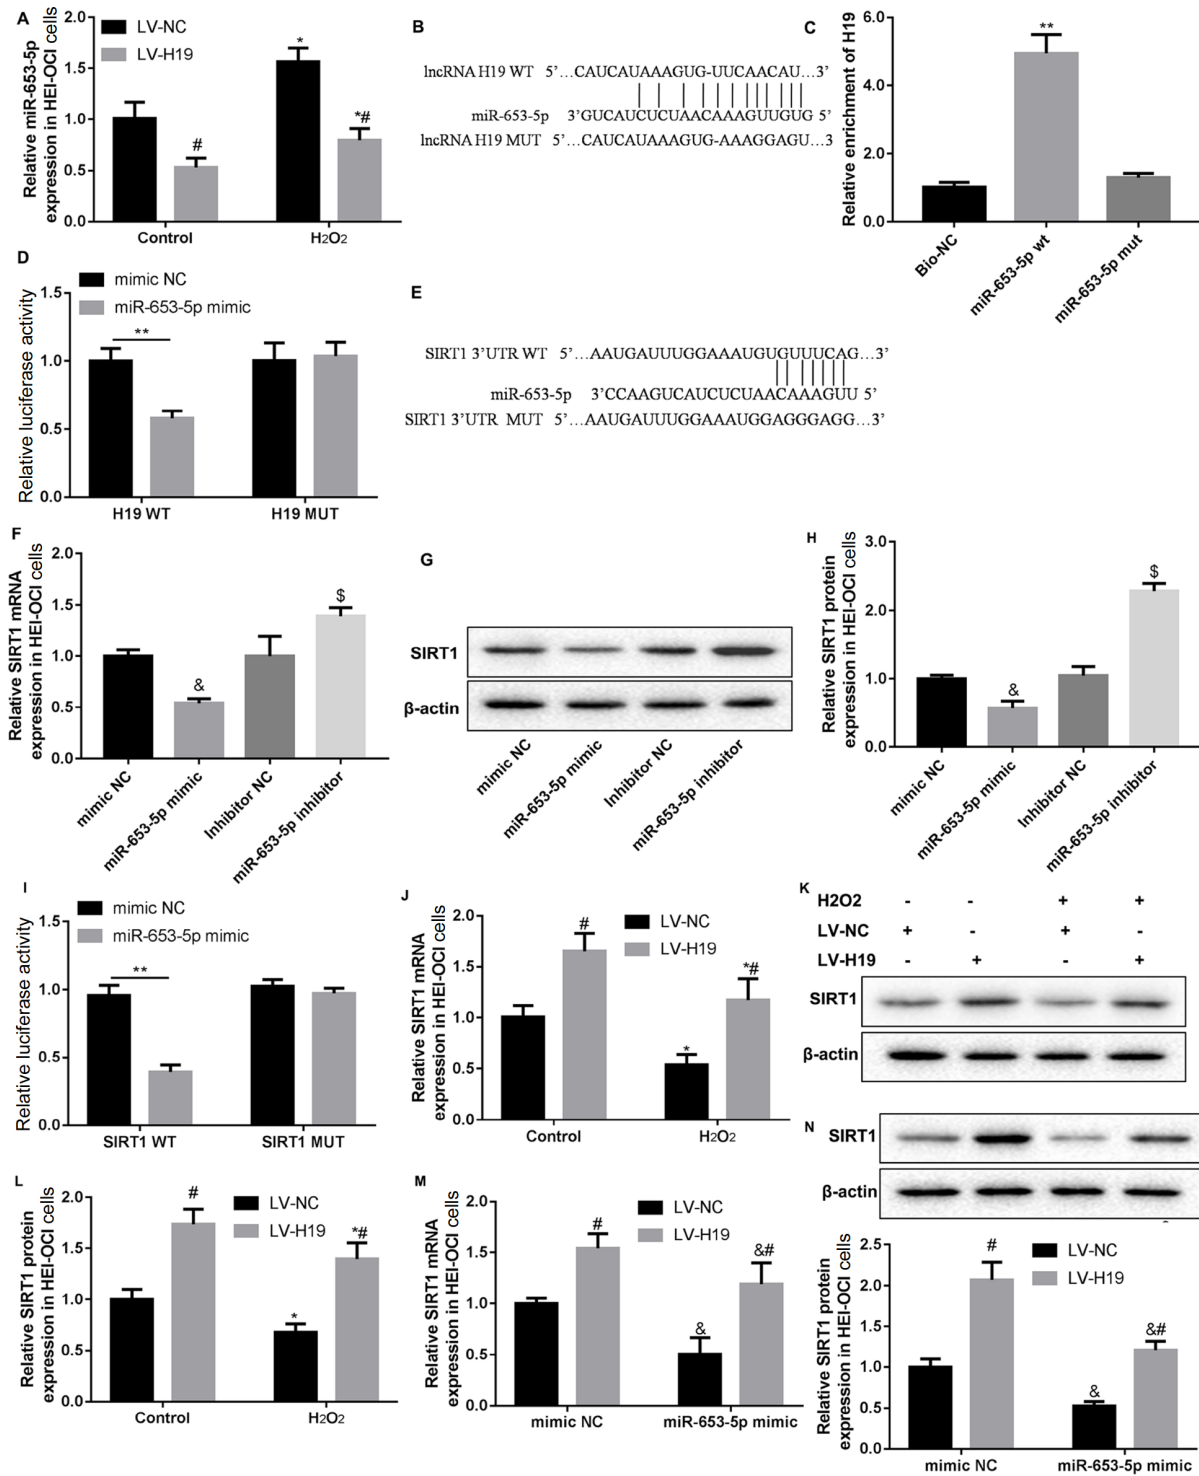 A
Relative miR-653-5p
expression in HEI-OCI cells
2.0
1.5
1.0
0.5
0.0
LV-NC
LV-H19
#
*
*#
Control
H2O2
B
lncRNA H19 WT 5’…CAUCAUAAAGUG-UUCAACAU…3’
miR-653-5p 3’GUCAUCUCUAACAAAGUUGUG 5’
lncRNA H19 MUT 5’…CAUCAUAAAGUG-AAAGGAGU…3
C
Relative enrichment of H19
8.0
6.0
4.0
2.0
0.0
**
Bio-NC
miR-653-5p wt
miR-653-5p mut
D
Relative luciferase activity
mimic NC
miR-653-5p mimic
1.5
1.0
0.5
0.0
**
H19 WT
H19 MUT
E
SIRT1 3’UTR WT 5’…AAUGAUUUGGAAAUGUGUUUCAG…3’
miR-653-5p 3’CCAAGUCAUCUCUAACAAAGUU 5’
SIRT1 3’UTR MUT 5’…AAUGAUUUGGAAAUGGAGGGAGG…3’
F
Relative SIRT1 mRNA
expression in HEI-OCI cells
2.0
1.5
1.0
0.5
0.0
&
$
mimic NC
miR-653-5p mimic
Inhibitor NC
miR-653-5p inhibitor
G
SIRT1
β-actin
mimic NC
miR-653-5p mimic
Inhibitor NC
miR-653-5p inhibitor
H
Relative SIRT1 protein
expression in HEI-OCI cells
3.0
2.0
1.0
0.0
&
$
mimic NC
miR-653-5p mimic
Inhibitor NC
miR-653-5p inhibitor
I
Relative luciferase activity
mimic NC
miR-653-5p mimic
1.5
1.0
0.5
0.0
**
SIRT1 WT
SIRT1 MUT
J
Relative SIRT1 mRNA
expression in HEI-OCI cells
2.0
1.5
1.0
0.5
0.0
LV-NC
LV-H19
#
*
*#
Control
H2O2
K
H2O2 - - + +
LV-NC + - + -
LV-H19 - + - +
SIRT1
β-actin
L
Relative SIRT1 protein
expression in HEI-OCI cells
2.0
1.5
1.0
0.5
0.0
LV-NC
LV-H19
#
*
*#
Control
H2O2
M
Relative SIRT1 mRNA
expression in HEI-OCI cells
2.0
1.5
1.0
0.5
0.0
LV-NC
LV-H19
#
&
&#
mimic NC
miR-653-5p mimic
N
SIRT1
β-actin
Relative SIRT1 protein
expression in HEI-OCI cells
2.5
2.0
1.5
1.0
0.5
0.0
LV-NC
LV-H19
#
&
&#
mimic NC
miR-653-5p mimic